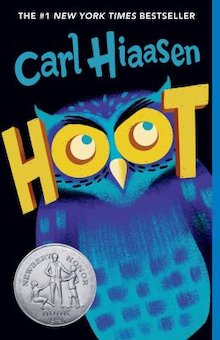 THE #1 NEW YORK TIMES BESTSELLER
Carl Hiaasen
HOOT
NEWBERY HONOR
BOOK